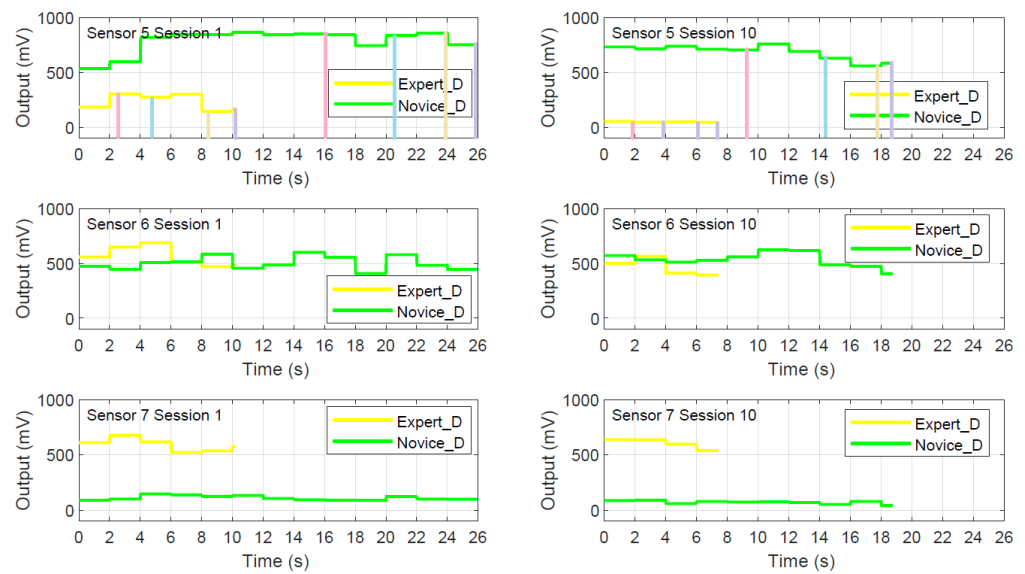 Sensor 5 Session 1
Output (mV)
1000
500
0
Expert_D
Novice_D
0 2 4 6 8 10 12 14 16 18 20 22 24 26
Time (s)
Sensor 5 Session 10
Output (mV)
1000
500
0
Expert_D
Novice_D
0 2 4 6 8 10 12 14 16 18 20 22 24 26
Time (s)
Sensor 6 Session 1
Output (mV)
1000
500
0
Expert_D
Novice_D
0 2 4 6 8 10 12 14 16 18 20 22 24 26
Time (s)
Sensor 6 Session 10
Output (mV)
1000
500
0
Expert_D
Novice_D
0 2 4 6 8 10 12 14 16 18 20 22 24 26
Time (s)
Sensor 7 Session 1
Output (mV)
1000
500
0
Expert_D
Novice_D
0 2 4 6 8 10 12 14 16 18 20 22 24 26
Time (s)
Sensor 7 Session 10
Output (mV)
1000
500
0
Expert_D
Novice_D
0 2 4 6 8 10 12 14 16 18 20 22 24 26
Time (s)